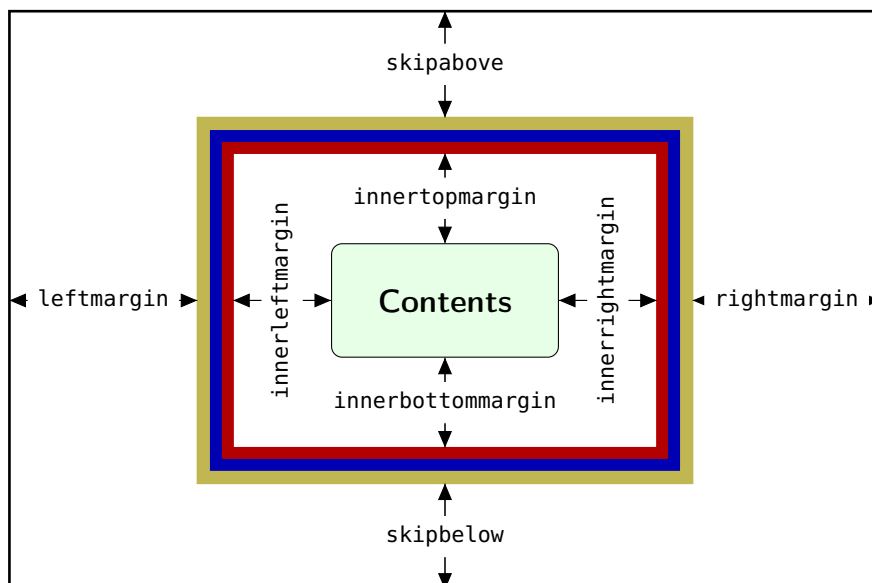 skipabove
innertopmargin
innerleftmargin
innerrightmargin
leftmargin
Contents
rightmargin
innerbottommargin
skipbelow